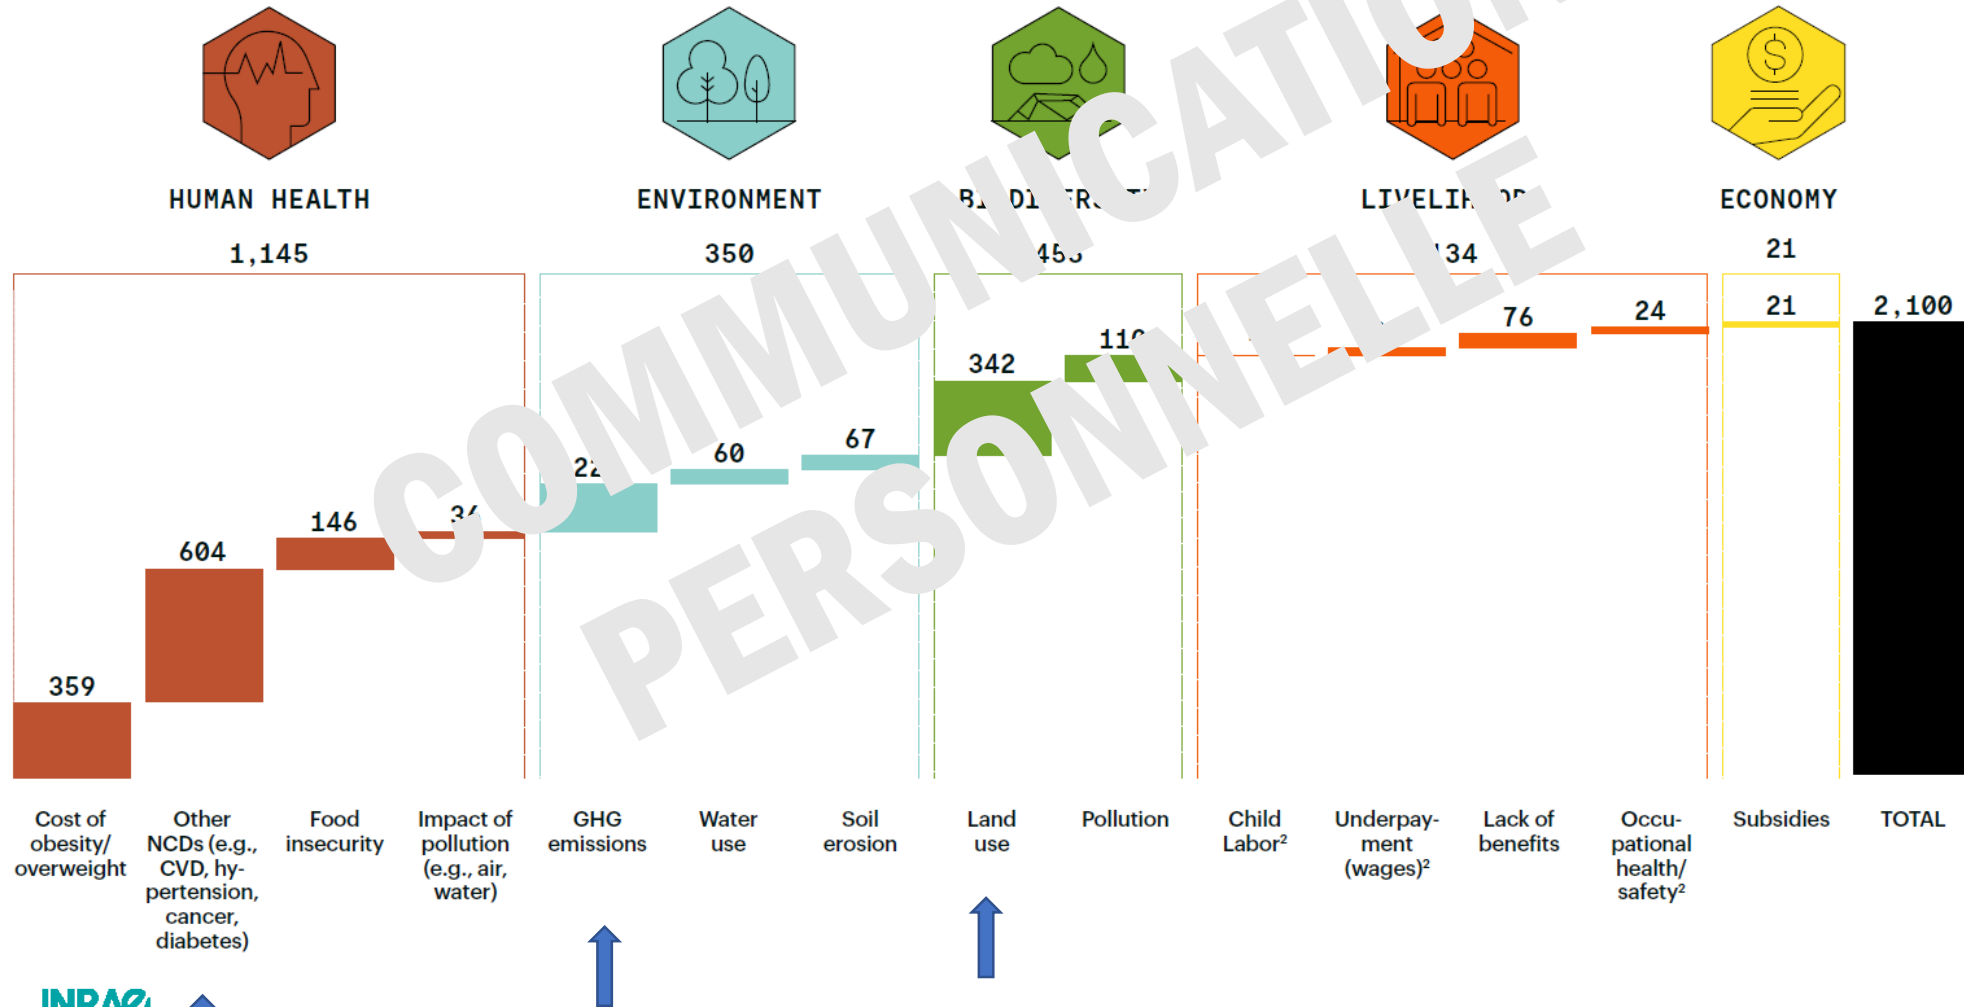 COMMUNICATION
PERSONNELLE
HUMAN HEALTH
ENVIRONMENT
ECONOMY
1,145
350
21
359
604
146
60
67
342
76
24
21
2,100
Cost of
obesity/
overweight
Other
NCDs (e.g.,
CVD, hy-
pertension,
cancer,
diabetes)
Food
insecurity
Impact of
pollution
(e.g., air,
water)
GHG
emissions
Water
use
Soil
erosion
Land
use
Pollution
Child
Labor²
Underpay-
ment
(wages)²
Lack of
benefits
Occu-
pational
health/
safety²
Subsidies
TOTAL
INRAE